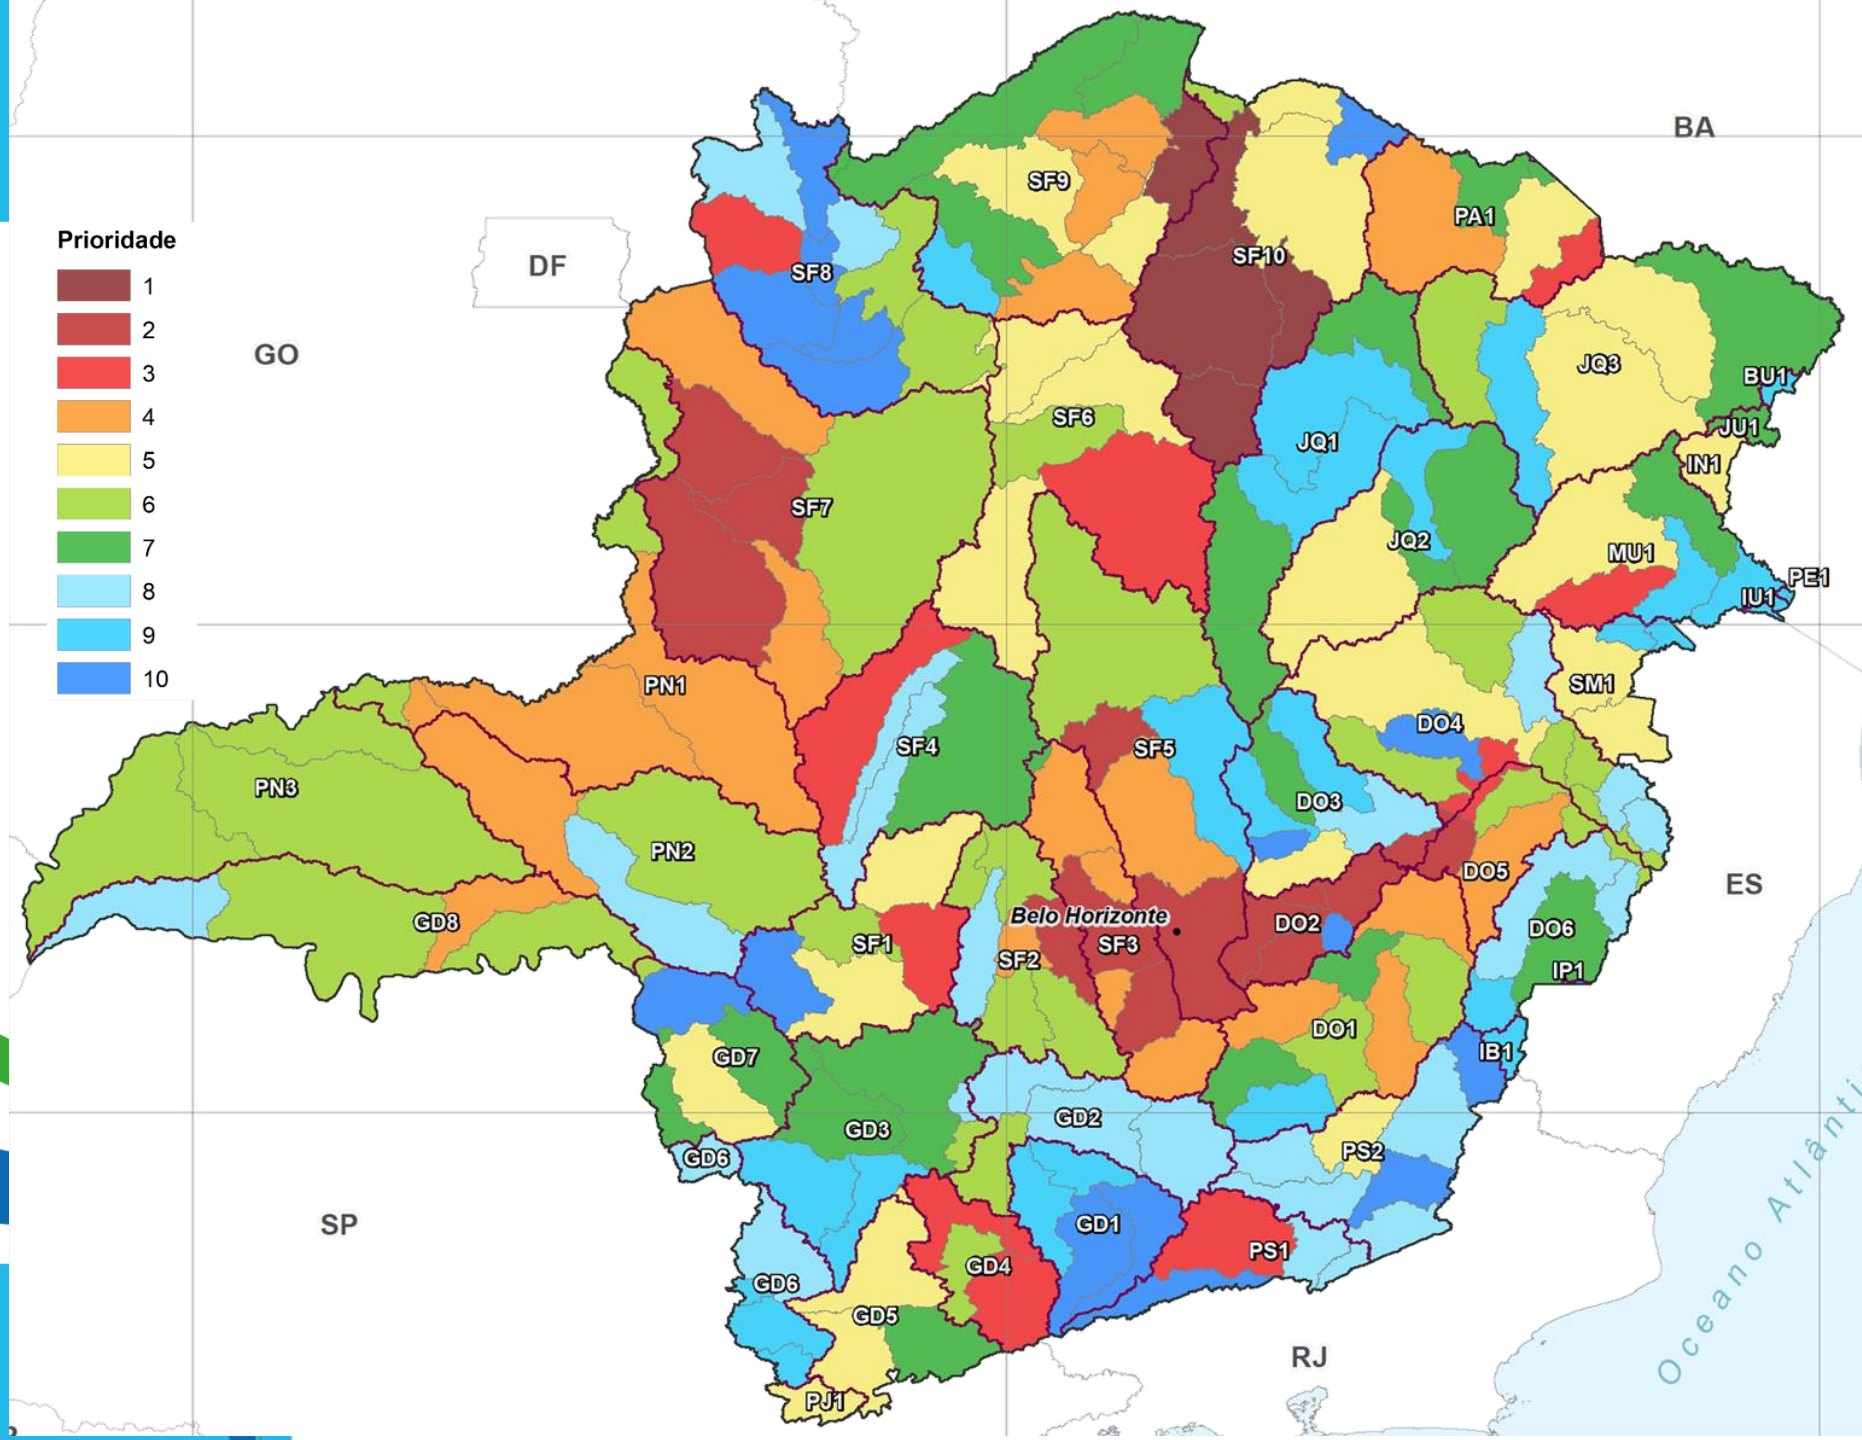 BA
SF9
PA1
SF10
DF
SF8
Prioridade
1
2
3
4
5
6
7
8
9
10
GO
JQ3
BU1
SF6
JU1
JQ1
IN1
SF7
JQ2
MU1
PE1
IU1
PN1
SM1
DO4
SF4
SF5
PN3
DO3
PN2
DO5
ES
Belo Horizonte
GD8
DO2
DO6
SF1
SF3
SF2
IP1
DO1
IB1
GD7
GD2
GD3
PS2
GD6
SP
GD1
PS1
GD4
GD6
GD5
RJ
PJ1
Oceano Atlânti